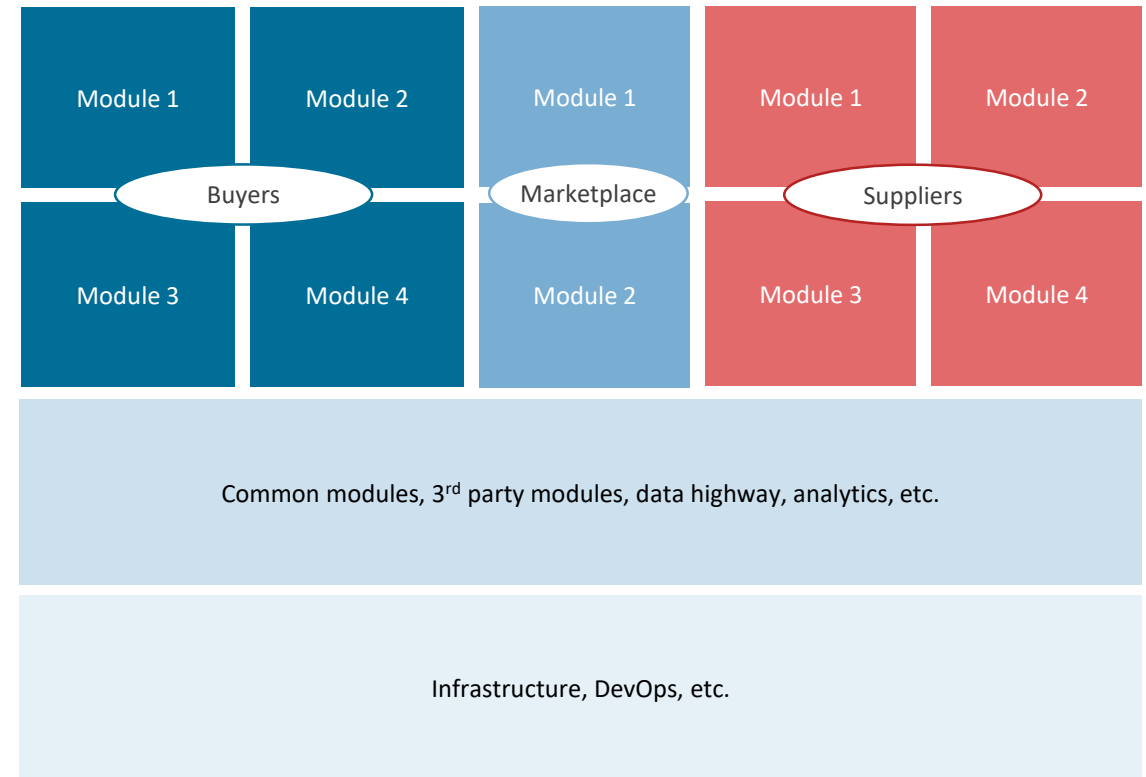 Module 1
Module 2
Module 1
Module 1
Module 2
Buyers
Marketplace
Suppliers
Module 3
Module 4
Module 2
Module 3
Module 4
Common modules, 3rd party modules, data highway, analytics, etc.
Infrastructure, DevOps, etc.